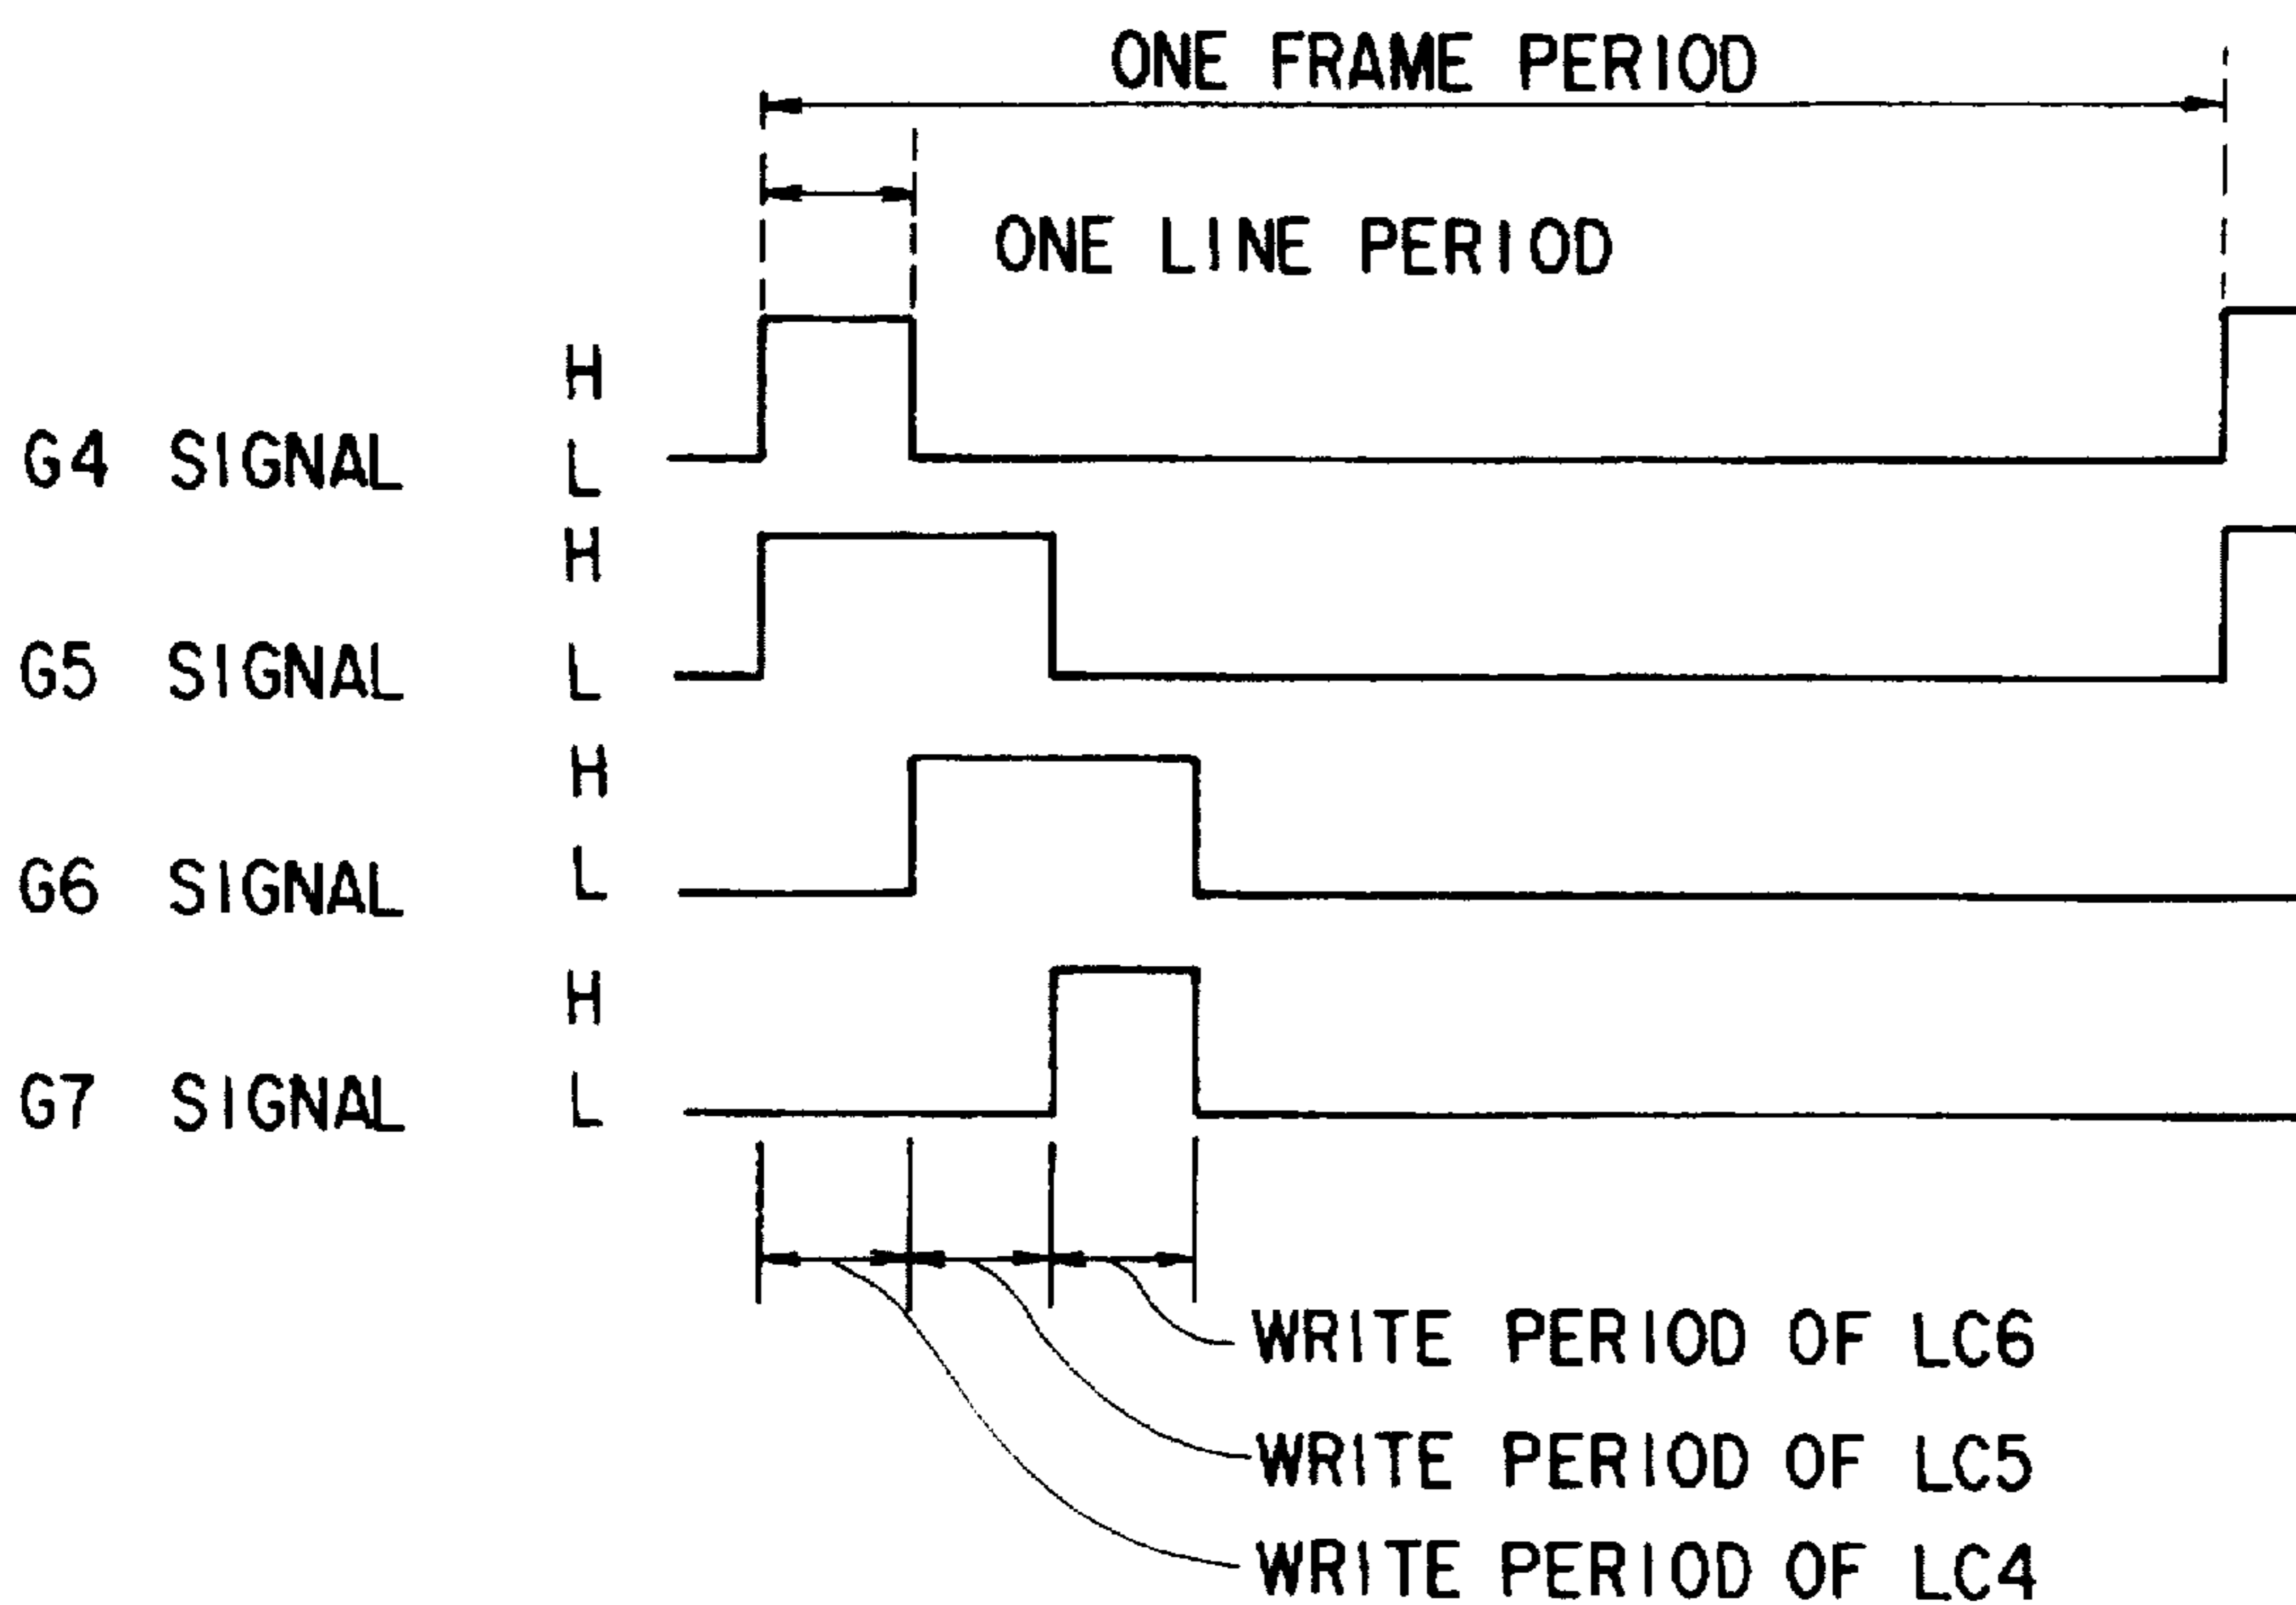 ONE FRAME PERIOD
ONE LINE PERIOD
H
G4 SIGNAL L
H
G5 SIGNAL L
H
G6 SIGNAL L
H
G7 SIGNAL L
WRITE PERIOD OF LC6
WRITE PERIOD OF LC5
WRITE PERIOD OF LC4